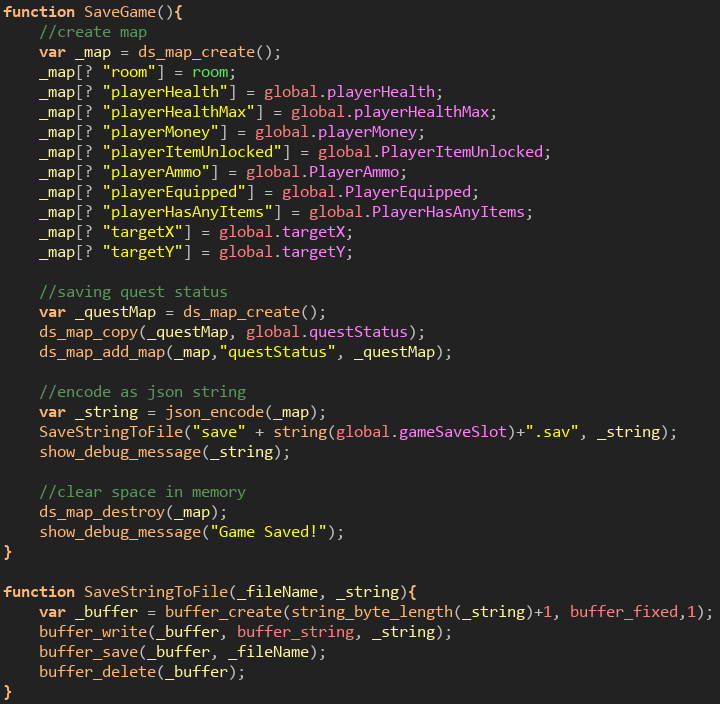 function SaveGame(){
    //create map
    var _map = ds_map_create();
    _map[? "room"] = room;
    _map[? "playerHealth"] = global.playerHealth;
    _map[? "playerHealthMax"] = global.playerHealthMax;
    _map[? "playerMoney"] = global.playerMoney;
    _map[? "playerItemUnlocked"] = global.PlayerItemUnlocked;
    _map[? "playerAmmo"] = global.PlayerAmmo;
    _map[? "playerEquipped"] = global.PlayerEquipped;
    _map[? "playerHasAnyItems"] = global.PlayerHasAnyItems;
    _map[? "targetX"] = global.targetX;
    _map[? "targetY"] = global.targetY;

    //saving quest status
    var _questMap = ds_map_create();
    ds_map_copy(_questMap, global.questStatus);
    ds_map_add_map(_map,"questStatus", _questMap);

    //encode as json string
    var _string = json_encode(_map);
    SaveStringToFile("save" + string(global.gameSaveSlot)+".sav", _string);
    show_debug_message(_string);

    //clear space in memory
    ds_map_destroy(_map);
    show_debug_message("Game Saved!");
}

function SaveStringToFile(_fileName, _string){
    var _buffer = buffer_create(string_byte_length(_string)+1, buffer_fixed,1);
    buffer_write(_buffer, buffer_string, _string);
    buffer_save(_buffer, _fileName);
    buffer_delete(_buffer);
}